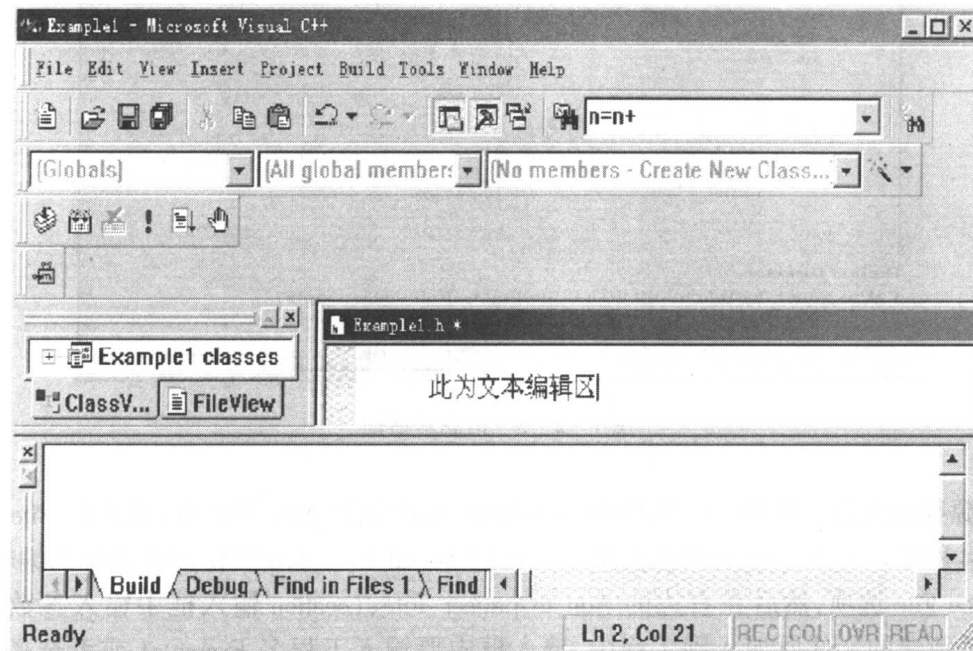 Example1 - Microsoft Visual C++
File Edit View Insert Project Build Tools Window Help
n=n+
(Globals) (All global members (No members - Create New Class...
Example1.h *
Example1 classes
此为文本编辑区
ClassV... FileView
Build Debug Find in Files 1 Find
Ready Ln 2, Col 21 REC COL OVR READ